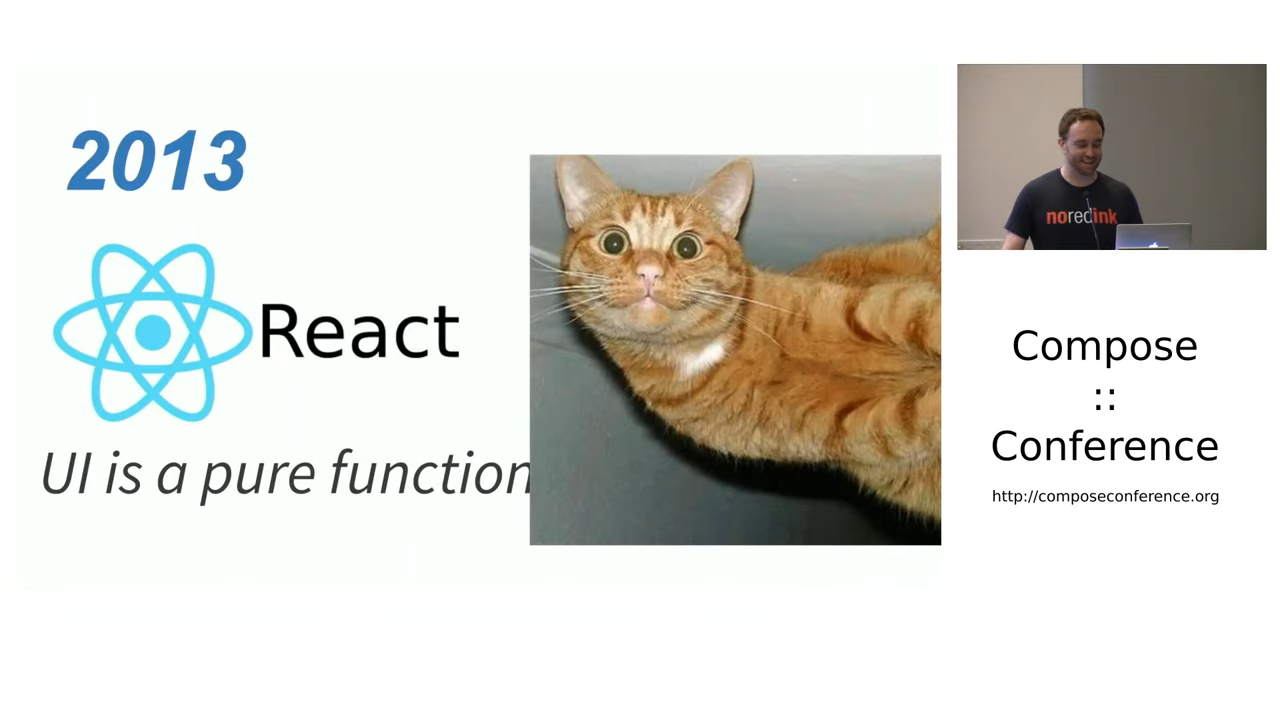 2013
React
UI is a pure function
noredink
Compose
::
Conference
http://composeconference.org